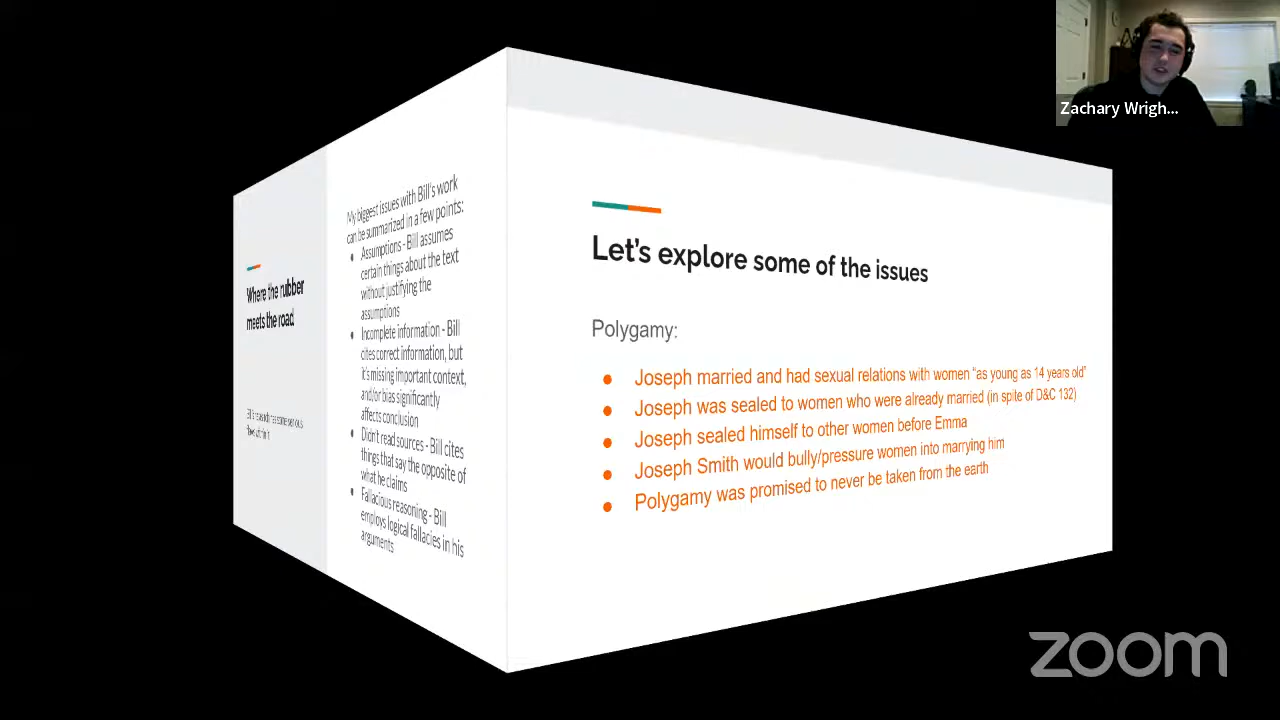 Where the rubber
meets the road
My biggest issues with Bill's work
can be summarized in a few points:
● Assumptions - Bill assumes
certain things about the text
without justifying the
assumptions
● Incomplete information - Bill
cites correct information, but
it's missing important context,
and/or bias significantly
affects conclusion
● Didn't read sources - Bill cites
things that say the opposite of
what he claims
● Fallacious reasoning - Bill
employs logical fallacies in his
arguments
Let's explore some of the issues
Polygamy:
● Joseph married and had sexual relations with women "as young as 14 years old"
● Joseph was sealed to women who were already married (in spite of D&C 132)
● Joseph sealed himself to other women before Emma
● Joseph Smith would bully/pressure women into marrying him
● Polygamy was promised to never be taken from the earth
Zachary Wrigh...
zoom